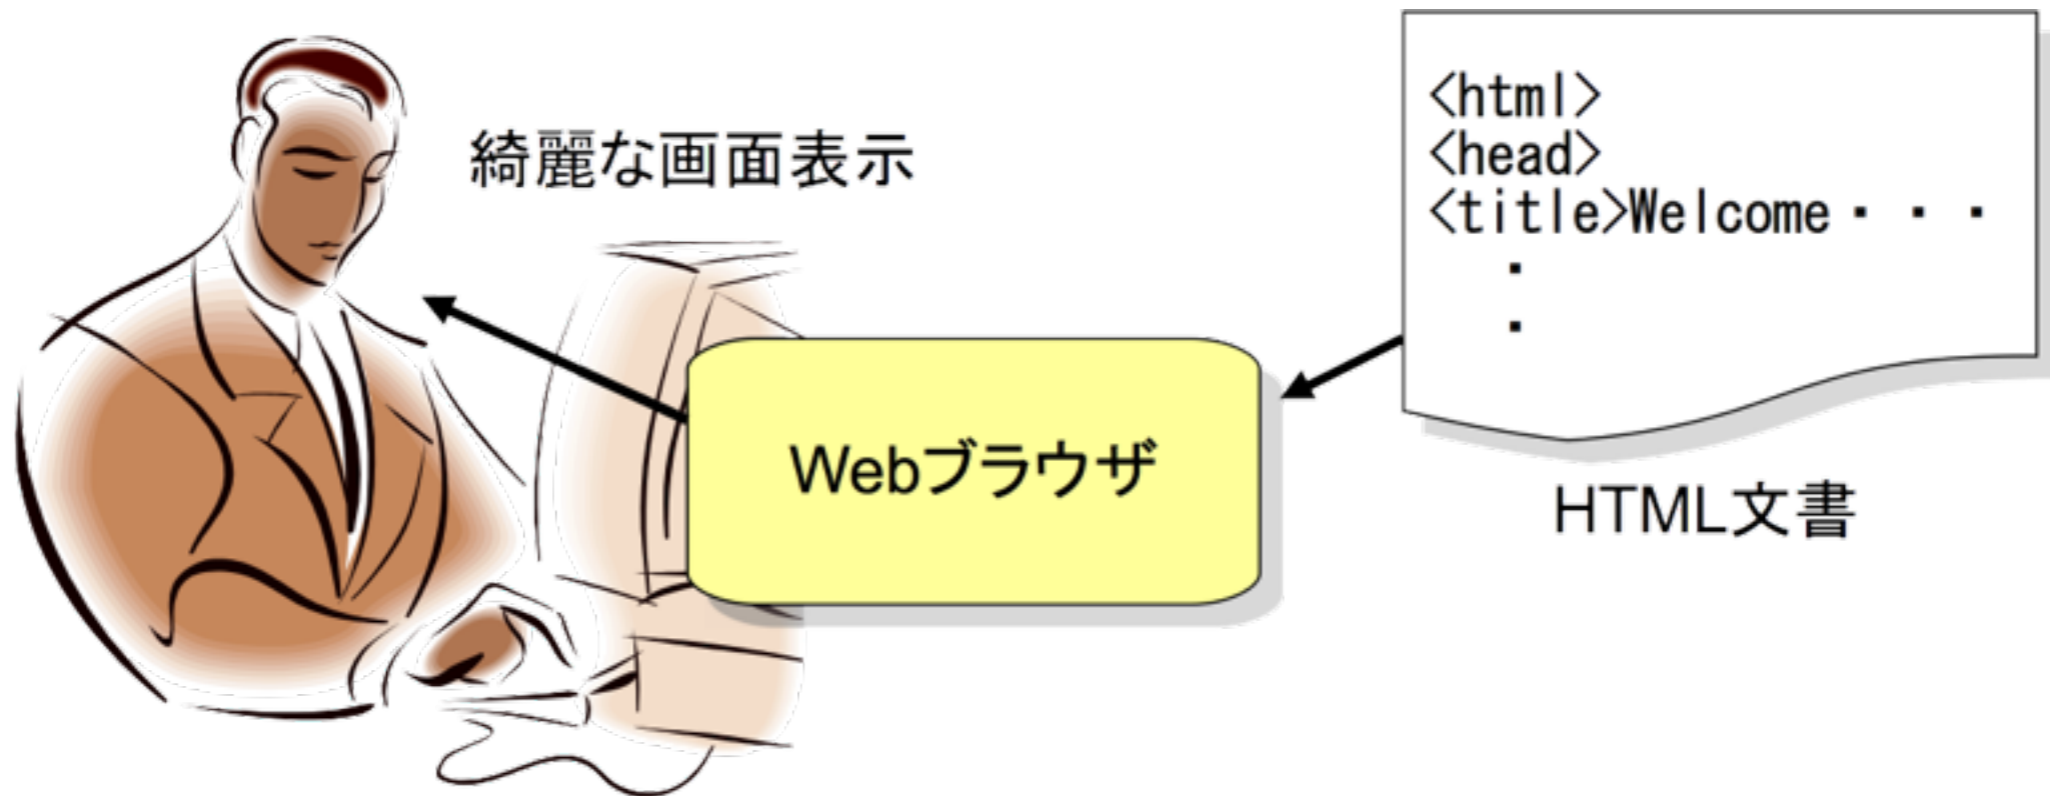 綺麗な画面表示
<html>
<head>
<title>Welcome・・・
・
・
Webブラウザ
HTML文書